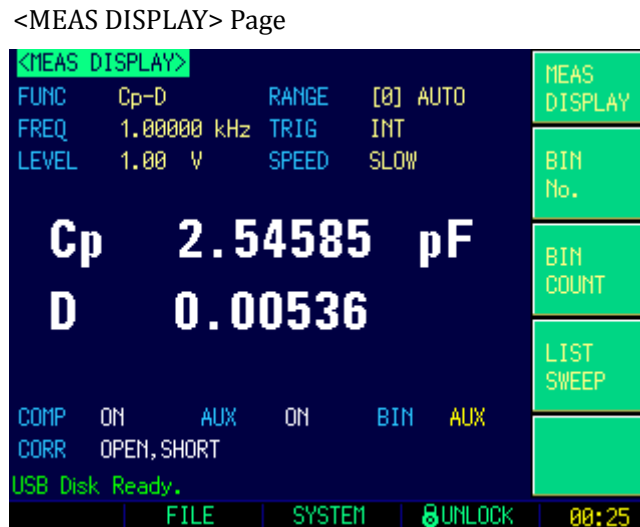 <MEAS DISPLAY> Page
<MEAS DISPLAY>
FUNC Cp-D RANGE [0] AUTO
FREQ 1.00000 kHz TRIG INT
LEVEL 1.00 V SPEED SLOW
Cp 2.54585 pF
D 0.00536
COMP ON AUX ON BIN AUX
CORR OPEN,SHORT
USB Disk Ready.
MEAS
DISPLAY
BIN
No.
BIN
COUNT
LIST
SWEEP
FILE SYSTEM UNLOCK 00:25